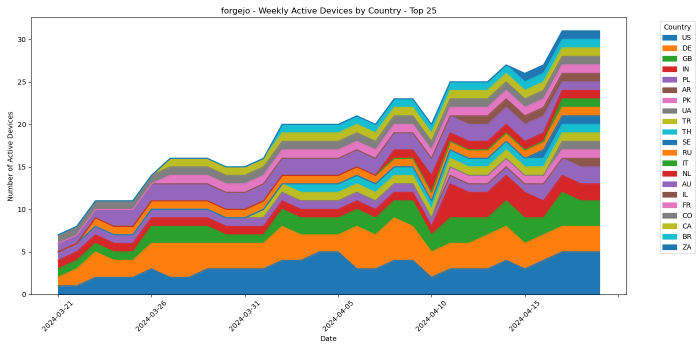 forgejo - Weekly Active Devices by Country - Top 25
Number of Active Devices
30
25
20
15
10
5
0
2024-03-21
2024-03-26
2024-03-31
2024-04-05
2024-04-10
2024-04-15
Date
Country
US
DE
GB
IN
PL
AR
PK
UA
TR
TH
SE
RU
IT
NL
AU
IL
FR
CO
CA
BR
ZA